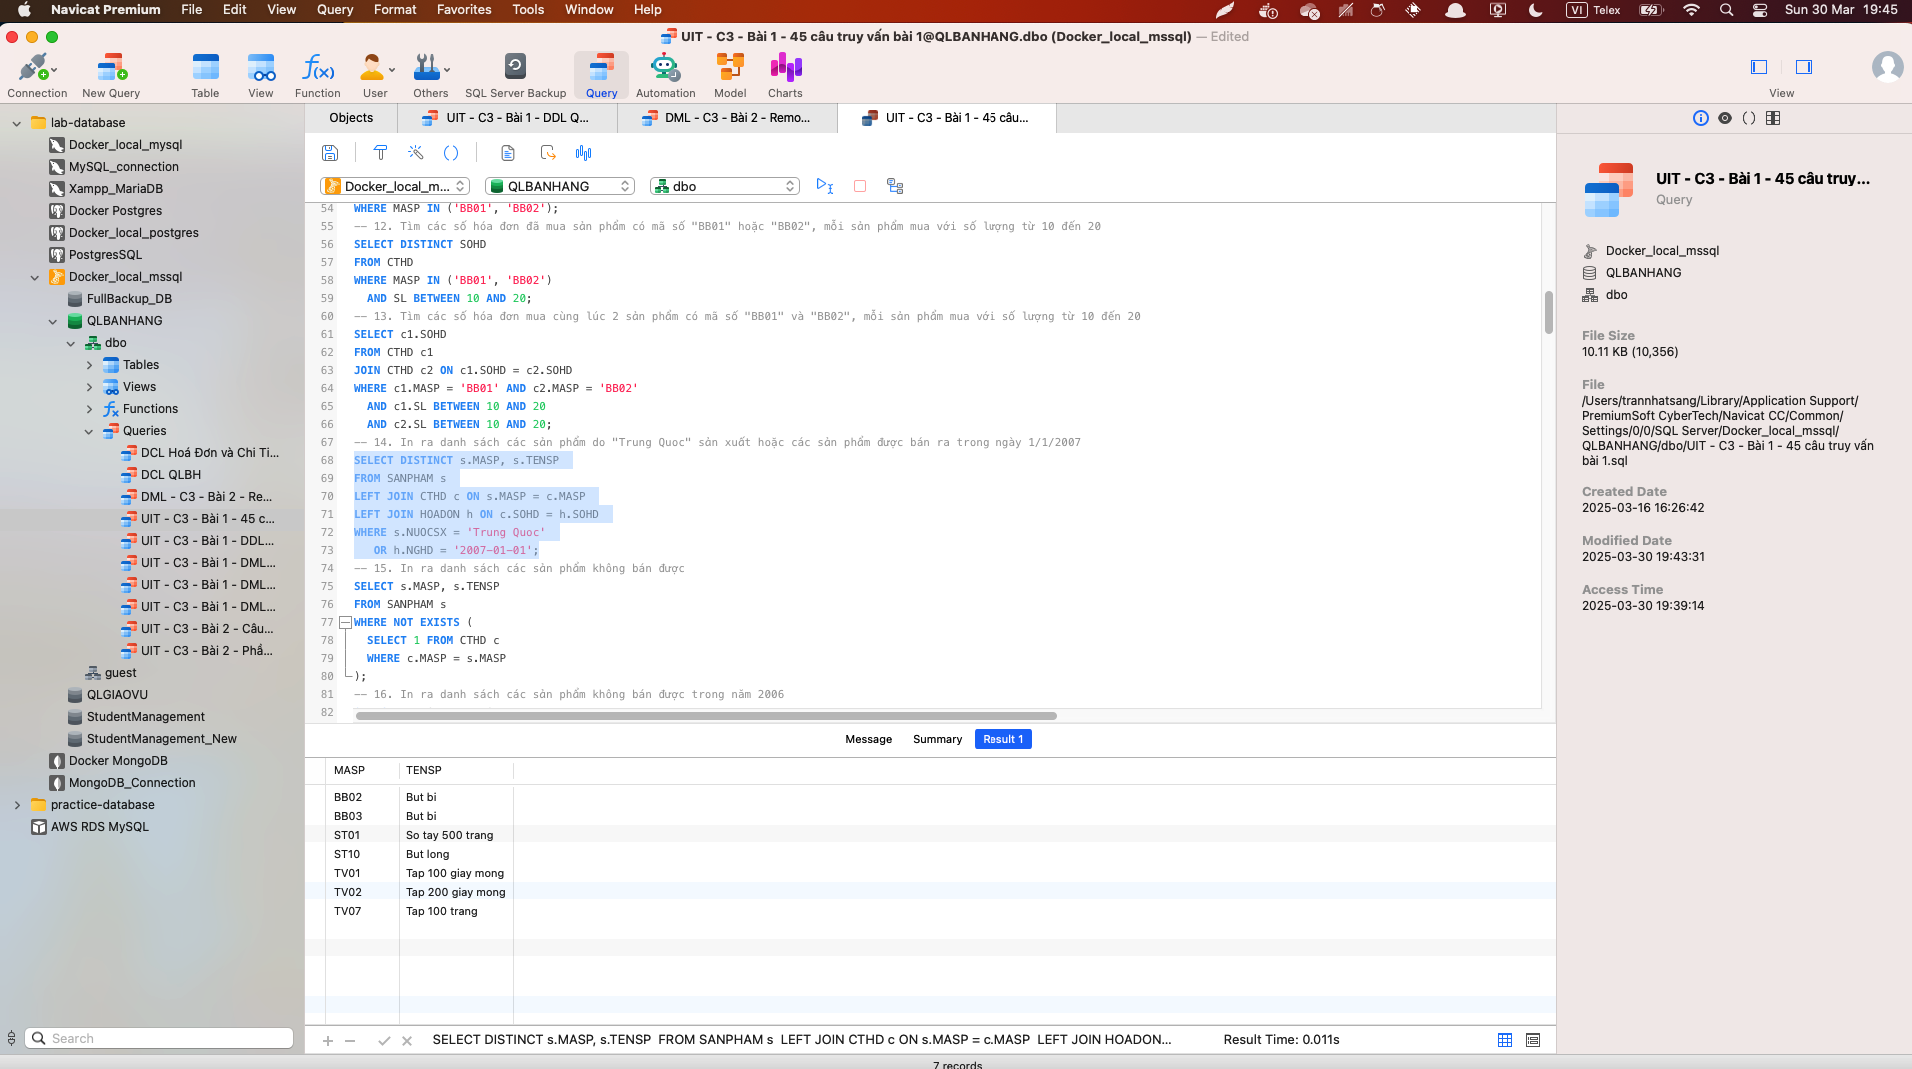 Navicat Premium File Edit View Query Format Favorites Tools Window Help VI Telex Sun 30 Mar 19:45
UIT - C3 - Bài 1 - 45 câu truy vấn bài 1@QLBANHANG.dbo (Docker_local_mssql) — Edited
Connection New Query Table View Function User Others SQL Server Backup Query Automation Model Charts View
lab-database
Docker_local_mysql
MySQL_connection
Xampp_MariaDB
Docker Postgres
Docker_local_postgres
PostgresSQL
Docker_local_mssql
FullBackup_DB
QLBANHANG
dbo
Tables
Views
Functions
Queries
DCL Hoá Đơn và Chi Ti...
DCL QLBH
DML - C3 - Bài 2 - Re...
UIT - C3 - Bài 1 - 45 c...
UIT - C3 - Bài 1 - DDL...
UIT - C3 - Bài 1 - DML...
UIT - C3 - Bài 1 - DML...
UIT - C3 - Bài 1 - DML...
UIT - C3 - Bài 2 - Câu...
UIT - C3 - Bài 2 - Phầ...
guest
QLGIAOVU
StudentManagement
StudentManagement_New
Docker MongoDB
MongoDB_Connection
practice-database
AWS RDS MySQL
Search
Objects UIT - C3 - Bài 1 - DDL Q... DML - C3 - Bài 2 - Remo... UIT - C3 - Bài 1 - 45 câu...
Docker_local_m... QLBANHANG dbo
54 WHERE MASP IN ('BB01', 'BB02');
55 -- 12. Tìm các số hóa đơn đã mua sản phẩm có mã số "BB01" hoặc "BB02", mỗi sản phẩm mua với số lượng từ 10 đến 20
56 SELECT DISTINCT SOHD
57 FROM CTHD
58 WHERE MASP IN ('BB01', 'BB02')
59 AND SL BETWEEN 10 AND 20;
60 -- 13. Tìm các số hóa đơn mua cùng lúc 2 sản phẩm có mã số "BB01" và "BB02", mỗi sản phẩm mua với số lượng từ 10 đến 20
61 SELECT c1.SOHD
62 FROM CTHD c1
63 JOIN CTHD c2 ON c1.SOHD = c2.SOHD
64 WHERE c1.MASP = 'BB01' AND c2.MASP = 'BB02'
65 AND c1.SL BETWEEN 10 AND 20
66 AND c2.SL BETWEEN 10 AND 20;
67 -- 14. In ra danh sách các sản phẩm do "Trung Quoc" sản xuất hoặc các sản phẩm được bán ra trong ngày 1/1/2007
68 SELECT DISTINCT s.MASP, s.TENSP
69 FROM SANPHAM s
70 LEFT JOIN CTHD c ON s.MASP = c.MASP
71 LEFT JOIN HOADON h ON c.SOHD = h.SOHD
72 WHERE s.NUOCSX = 'Trung Quoc'
73 OR h.NGHD = '2007-01-01';
74 -- 15. In ra danh sách các sản phẩm không bán được
75 SELECT s.MASP, s.TENSP
76 FROM SANPHAM s
77 WHERE NOT EXISTS (
78 SELECT 1 FROM CTHD c
79 WHERE c.MASP = s.MASP
80 );
81 -- 16. In ra danh sách các sản phẩm không bán được trong năm 2006
82
Message Summary Result 1
MASP TENSP
BB02 But bi
BB03 But bi
ST01 So tay 500 trang
ST10 But long
TV01 Tap 100 giay mong
TV02 Tap 200 giay mong
TV07 Tap 100 trang
SELECT DISTINCT s.MASP, s.TENSP FROM SANPHAM s LEFT JOIN CTHD c ON s.MASP = c.MASP LEFT JOIN HOADON... Result Time: 0.011s
7 records
UIT - C3 - Bài 1 - 45 câu truy...
Query
Docker_local_mssql
QLBANHANG
dbo
File Size
10.11 KB (10,356)
File
/Users/trannhatsang/Library/Application Support/
PremiumSoft CyberTech/Navicat CC/Common/
Settings/0/0/SQL Server/Docker_local_mssql/
QLBANHANG/dbo/UIT - C3 - Bài 1 - 45 câu truy vấn
bài 1.sql
Created Date
2025-03-16 16:26:42
Modified Date
2025-03-30 19:43:31
Access Time
2025-03-30 19:39:14